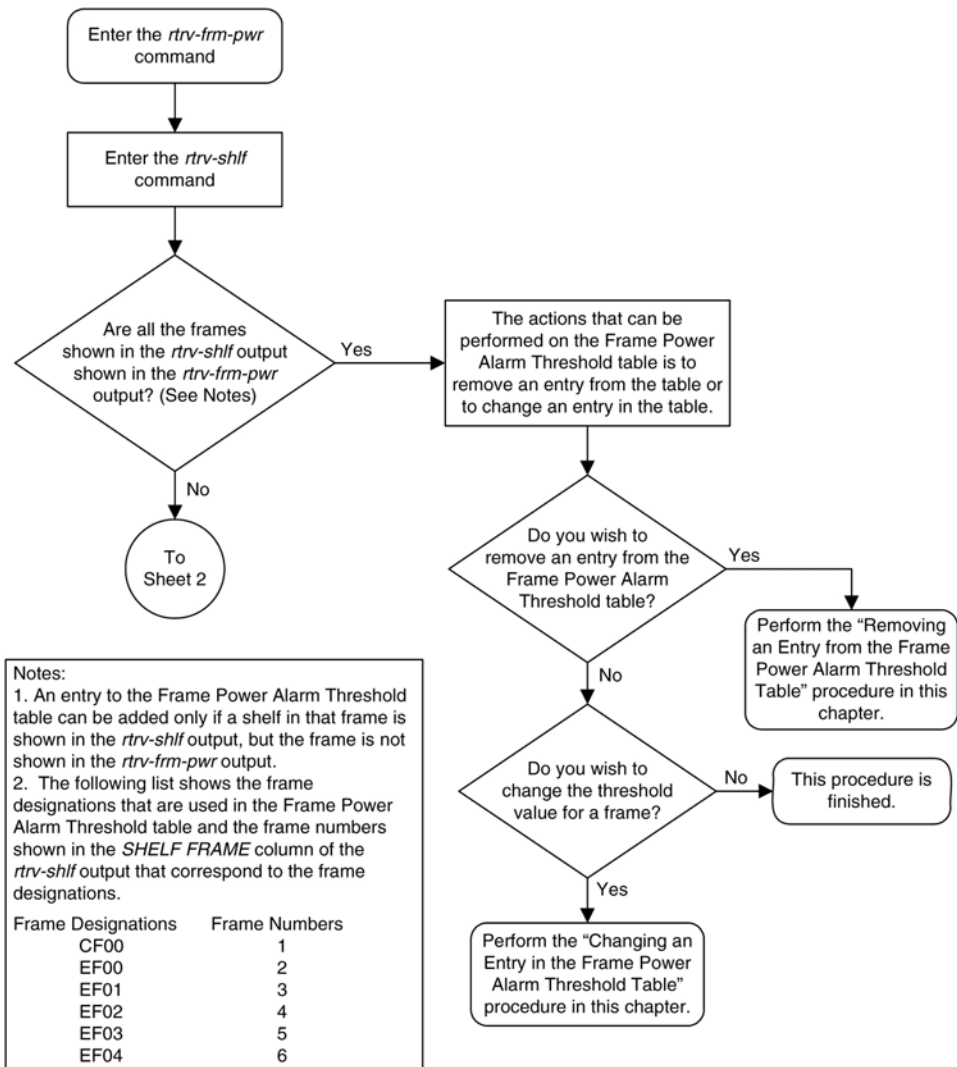 Enter the rtrv-frm-pwr
command
Enter the rtrv-shlf
command
Are all the frames
shown in the rtrv-shlf output
shown in the rtrv-frm-pwr
output? (See Notes)
Yes
No
To
Sheet 2
The actions that can be
performed on the Frame Power
Alarm Threshold table is to
remove an entry from the table or
to change an entry in the table.
Do you wish to
remove an entry from the
Frame Power Alarm
Threshold table?
Yes
No
Perform the “Removing
an Entry from the Frame
Power Alarm Threshold
Table” procedure in this
chapter.
Do you wish to
change the threshold
value for a frame?
No
Yes
This procedure is
finished.
Perform the “Changing an
Entry in the Frame Power
Alarm Threshold Table”
procedure in this chapter.
Notes:
1. An entry to the Frame Power Alarm Threshold
table can be added only if a shelf in that frame is
shown in the rtrv-shlf output, but the frame is not
shown in the rtrv-frm-pwr output.
2. The following list shows the frame
designations that are used in the Frame Power
Alarm Threshold table and the frame numbers
shown in the SHELF FRAME column of the
rtrv-shlf output that correspond to the frame
designations.
Frame Designations Frame Numbers
CF00 1
EF00 2
EF01 3
EF02 4
EF03 5
EF04 6